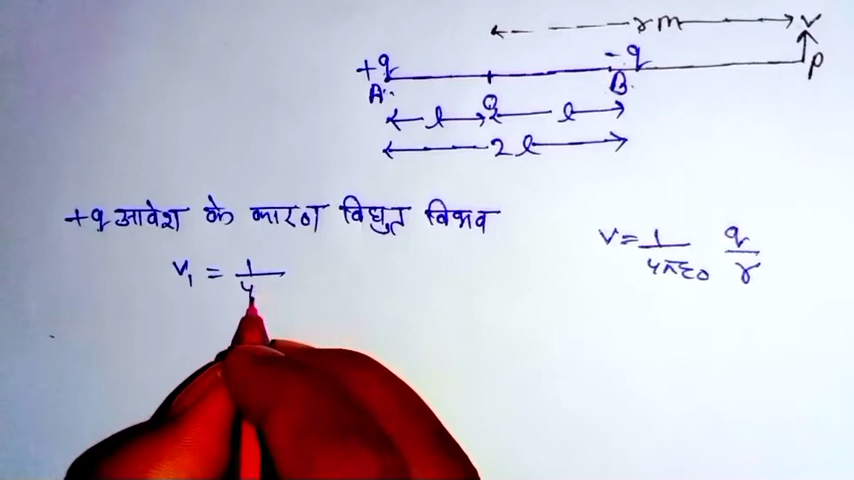 r m v
+q -q P
A B
l O l
2l
+q आवेश के कारण विद्युत विभव
v = 1/4πε0 q/r
v₁ = 1/4